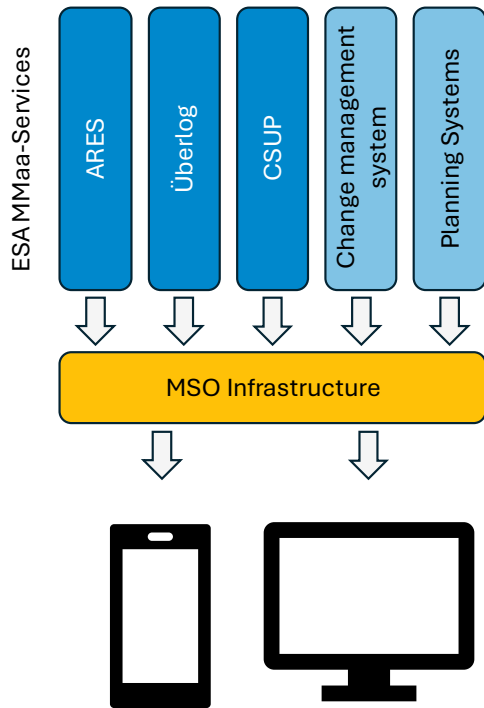 ESA MMaa-Services
ARES
Überlog
CSUP
Change management
system
Planning Systems
MSO Infrastructure